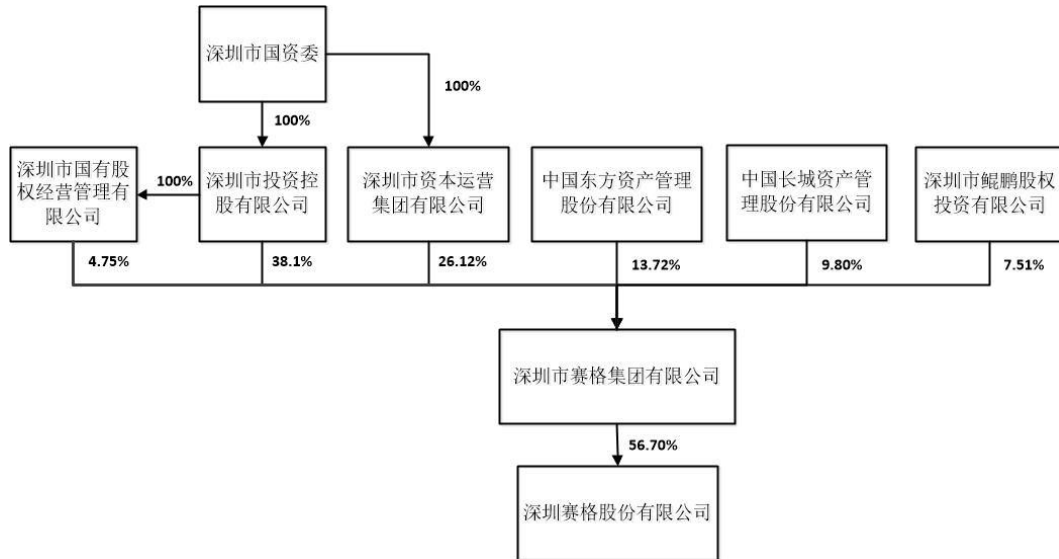 深圳市国资委
100%
100%
深圳市国有股
权经营管理有
限公司
100%
深圳市投资控
股有限公司
深圳市资本运营
集团有限公司
中国东方资产管理
股份有限公司
中国长城资产管
理股份有限公司
深圳市鲲鹏股权
投资有限公司
4.75%
38.1%
26.12%
13.72%
9.80%
7.51%
深圳市赛格集团有限公司
56.70%
深圳赛格股份有限公司